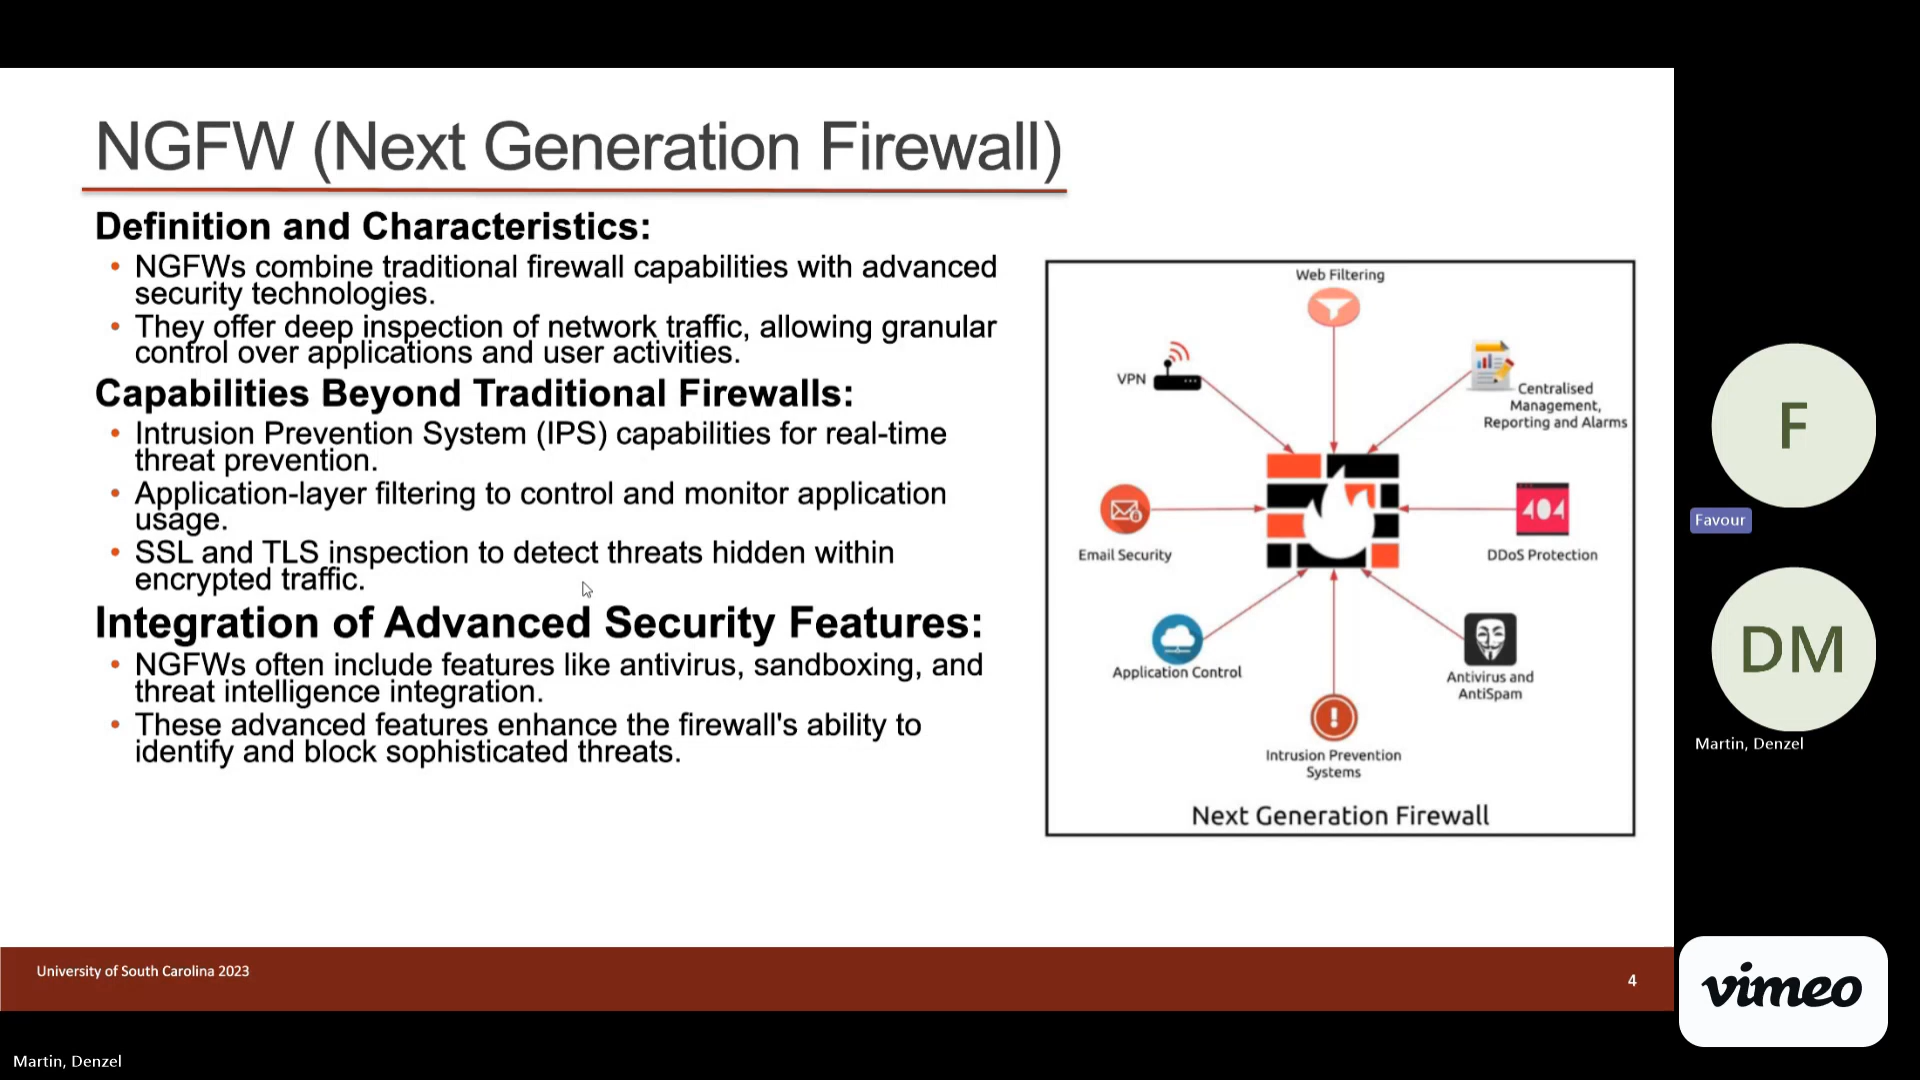 NGFW (Next Generation Firewall)
Definition and Characteristics:
• NGFWs combine traditional firewall capabilities with advanced
security technologies.
• They offer deep inspection of network traffic, allowing granular
control over applications and user activities.
Capabilities Beyond Traditional Firewalls:
• Intrusion Prevention System (IPS) capabilities for real-time
threat prevention.
• Application-layer filtering to control and monitor application
usage.
• SSL and TLS inspection to detect threats hidden within
encrypted traffic.
Integration of Advanced Security Features:
• NGFWs often include features like antivirus, sandboxing, and
threat intelligence integration.
• These advanced features enhance the firewall's ability to
identify and block sophisticated threats.
Web Filtering
VPN
Centralised
Management,
Reporting and Alarms
Email Security
404
DDoS Protection
Application Control
Antivirus and
AntiSpam
!
Intrusion Prevention
Systems
Next Generation Firewall
F
Favour
DM
Martin, Denzel
University of South Carolina 2023
4
vimeo
Martin, Denzel